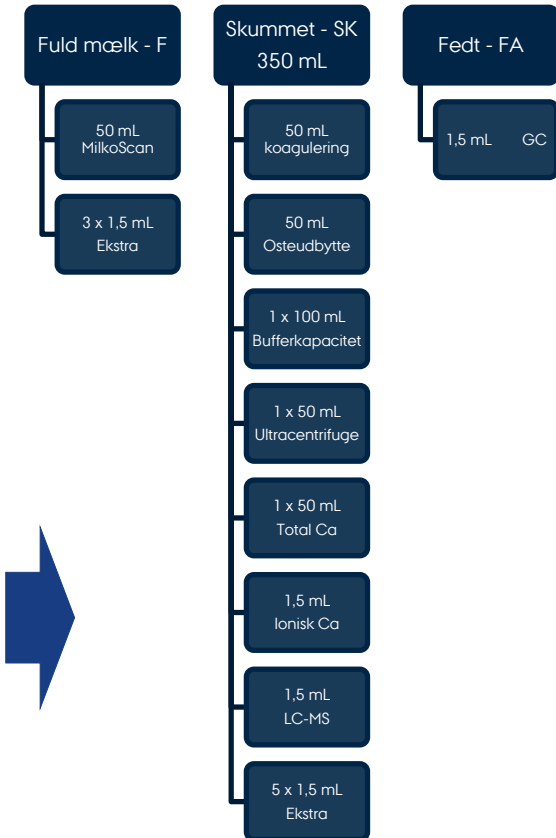 Fuld mælk - F
50 mL
MilkoScan
3 x 1,5 mL
Ekstra
Skummet - SK
350 mL
50 mL
koagulering
50 mL
Osteudbytte
1 x 100 mL
Bufferkapacitet
1 x 50 mL
Ultracentrifuge
1 x 50 mL
Total Ca
1,5 mL
Ionisk Ca
1,5 mL
LC-MS
5 x 1,5 mL
Ekstra
Fedt - FA
1,5 mL GC